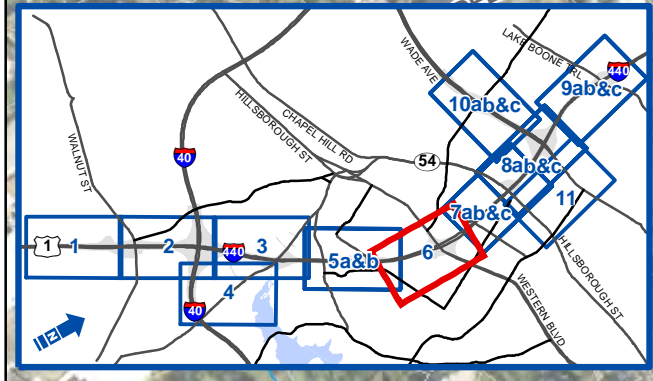 LAKE BOONE TRL
WADE AVE
440
10ab&c
9ab&c
CHAPEL HILL RD
HILLSBOROUGH ST
WALNUT ST
40
54
8ab&c
11
7ab&c
1
1
2
440
3
5a&b
6
HILLSBOROUGH ST
4
WESTERN BLVD
40
N